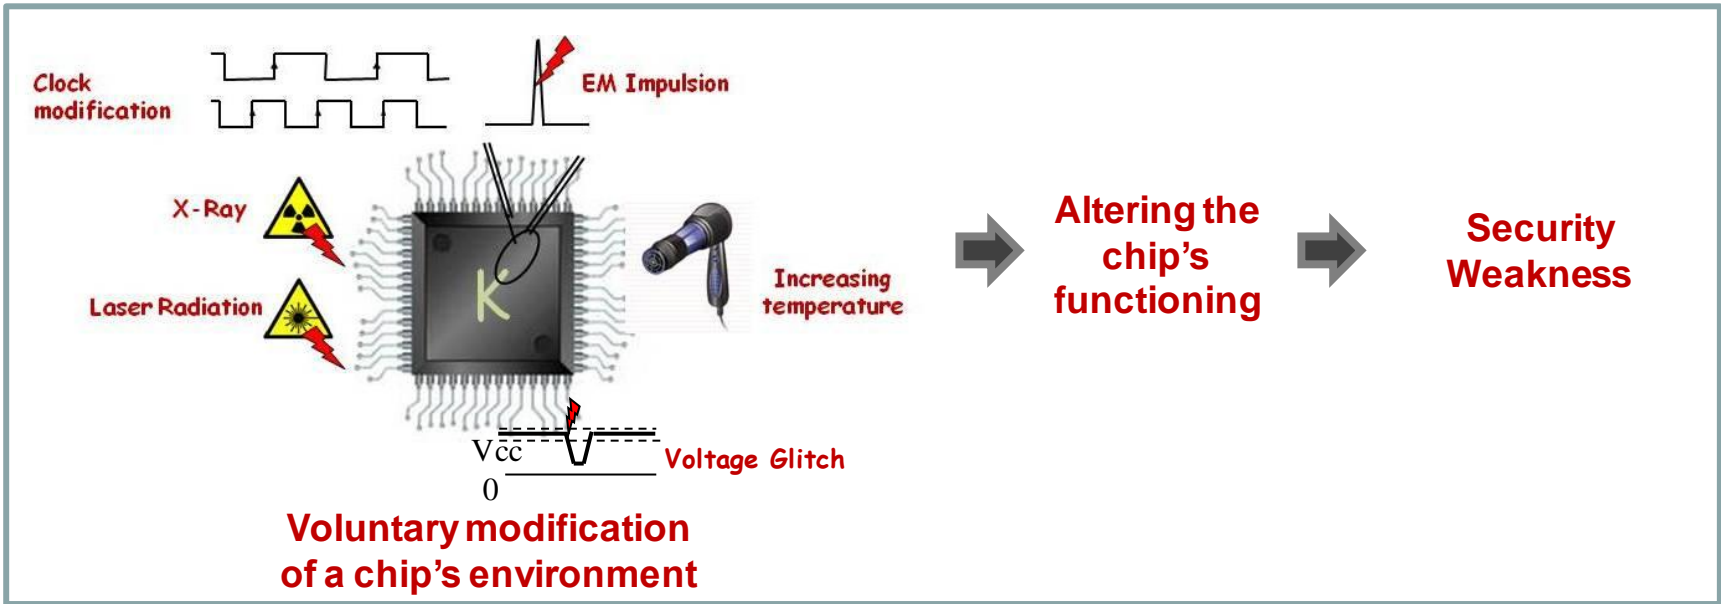 Clock
modification
EM Impulsion
X-Ray
Laser Radiation
K
Increasing
temperature
Vcc
0
Voltage Glitch
Voluntary modification
of a chip's environment
Altering the
chip's
functioning
Security
Weakness